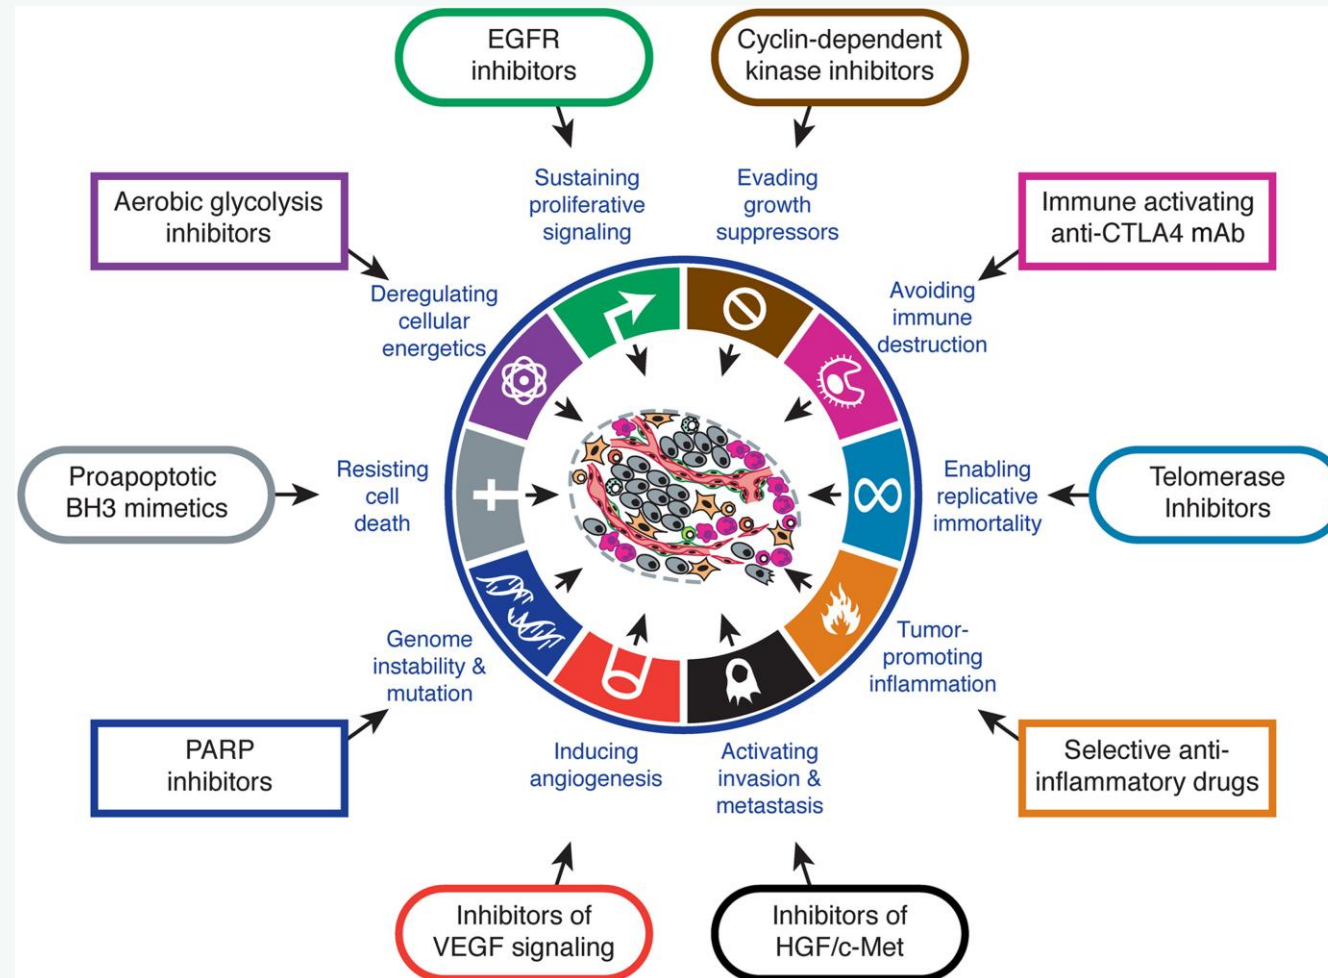 EGFR
inhibitors
Cyclin-dependent
kinase inhibitors
Sustaining
proliferative
signaling
Evading
growth
suppressors
Aerobic glycolysis
inhibitors
Immune activating
anti-CTLA4 mAb
Deregulating
cellular
energetics
Avoiding
immune
destruction
Proapoptotic
BH3 mimetics
Resisting
cell
death
Enabling
replicative
immortality
Telomerase
Inhibitors
Genome
instability &
mutation
Tumor-
promoting
inflammation
PARP
inhibitors
Inducing
angiogenesis
Activating
invasion &
metastasis
Selective anti-
inflammatory drugs
Inhibitors of
VEGF signaling
Inhibitors of
HGF/c-Met